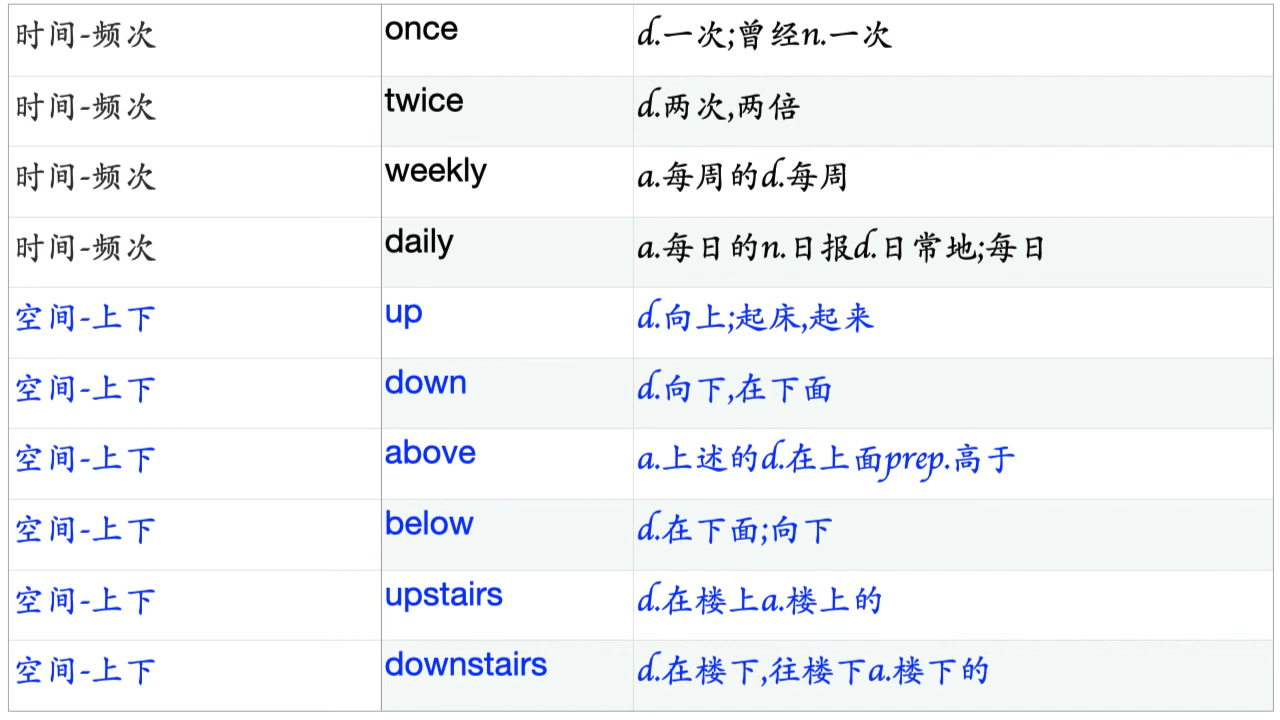 时间-频次 once d.一次;曾经n.一次
时间-频次 twice d.两次,两倍
时间-频次 weekly a.每周的d.每周
时间-频次 daily a.每日的n.日报d.日常地;每日
空间-上下 up d.向上;起床,起来
空间-上下 down d.向下,在下面
空间-上下 above a.上述的d.在上面prep.高于
空间-上下 below d.在下面;向下
空间-上下 upstairs d.在楼上a.楼上的
空间-上下 downstairs d.在楼下,往楼下a.楼下的